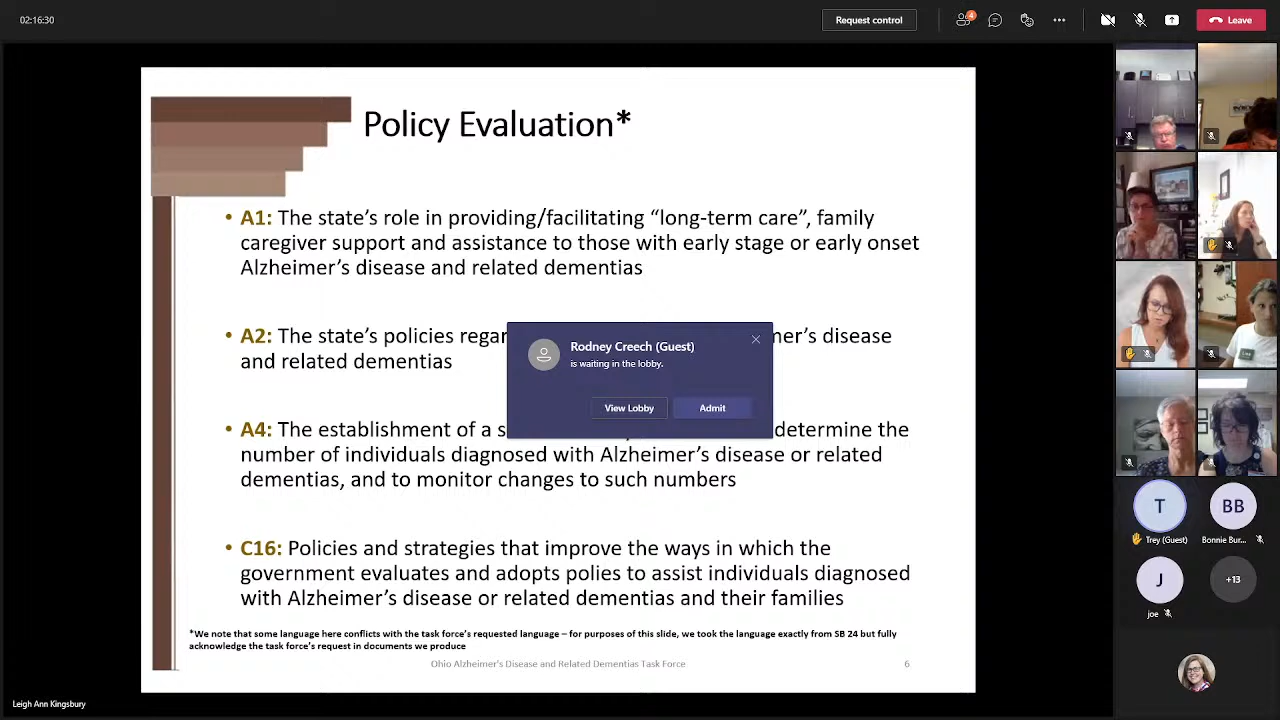 02:16:30
Request control
4
Leave
Policy Evaluation*
• A1: The state's role in providing/facilitating “long-term care”, family
caregiver support and assistance to those with early stage or early onset
Alzheimer's disease and related dementias
• A2: The state's policies regar
mer's disease
and related dementias
Rodney Creech (Guest)
is waiting in the lobby.
View Lobby
Admit
• A4: The establishment of a s
determine the
number of individuals diagnosed with Alzheimer's disease or related
dementias, and to monitor changes to such numbers
• C16: Policies and strategies that improve the ways in which the
government evaluates and adopts polies to assist individuals diagnosed
with Alzheimer's disease or related dementias and their families
*We note that some language here conflicts with the task force's requested language – for purposes of this slide, we took the language exactly from SB 24 but fully
acknowledge the task force's request in documents we produce
Ohio Alzheimer's Disease and Related Dementias Task Force
6
T
BB
Trey (Guest)
Bonnie Bur...
J
+13
joe
Leigh Ann Kingsbury